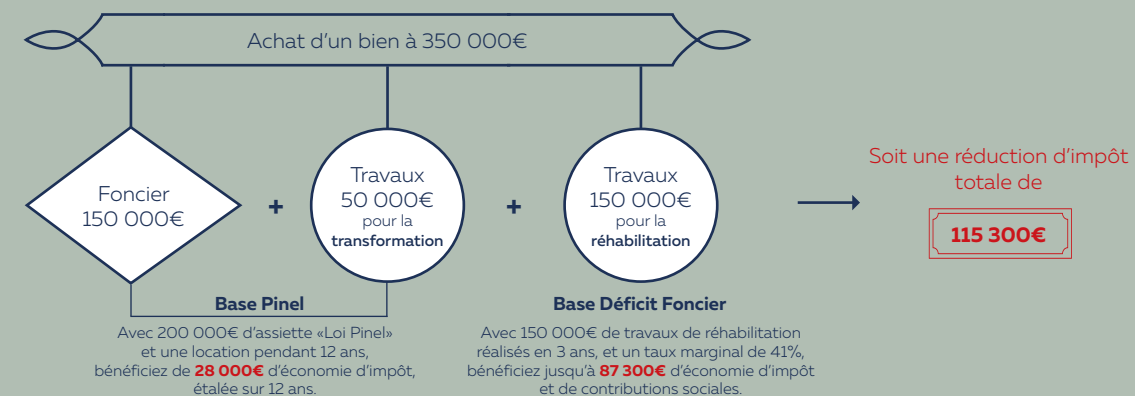 Achat d'un bien à 350 000€
Foncier
150 000€
+
Travaux
50 000€
pour la
transformation
+
Travaux
150 000€
pour la
réhabilitation
Base Pinel
Avec 200 000€ d'assiette «Loi Pinel»
et une location pendant 12 ans,
bénéficiez de 28 000€ d'économie d'impôt,
étalée sur 12 ans.
Base Déficit Foncier
Avec 150 000€ de travaux de réhabilitation
réalisés en 3 ans, et un taux marginal de 41%,
bénéficiez jusqu'à 87 300€ d'économie d'impôt
et de contributions sociales.
Soit une réduction d'impôt
totale de
115 300€